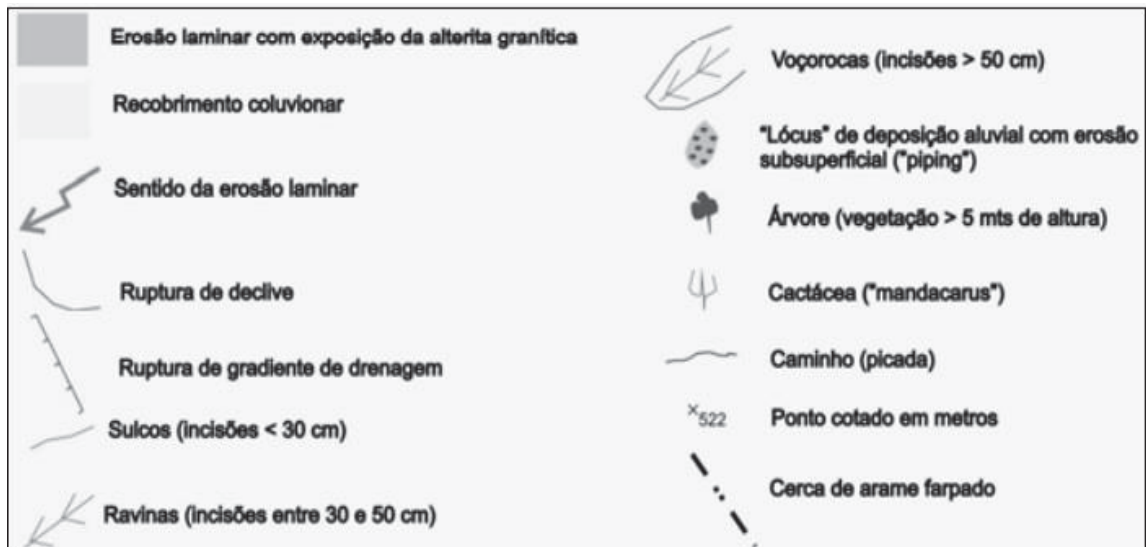 Erosão laminar com exposição da alterita granítica
Recobrimento coluvionar
Sentido da erosão laminar
Ruptura de declive
Ruptura de gradiente de drenagem
Sulcos (incisões < 30 cm)
Ravinas (incisões entre 30 e 50 cm)
Voçorocas (incisões > 50 cm)
"Lócus" de deposição aluvial com erosão
subsuperficial ("piping")
Árvore (vegetação > 5 mts de altura)
Cactácea ("mandacarus")
Caminho (picada)
×522 Ponto cotado em metros
Cerca de arame farpado